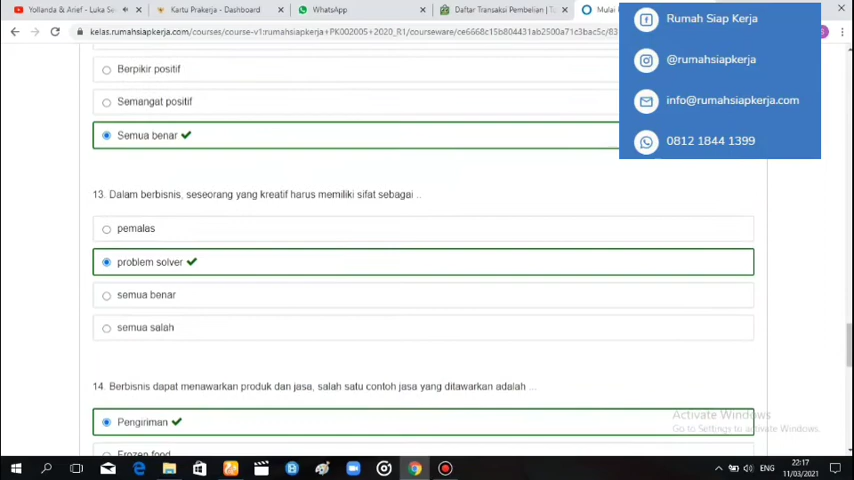 Yollanda & Arief - Luka Se
Kartu Prakerja - Dashboard
WhatsApp
Daftar Transaksi Pembelian | T
Mulai
kelas.rumahsiapkerja.com/courses/course-v1:rumahsiapkerja+PK002005+2020_R1/courseware/ce6668c15b804431ab2500a71c3bac5c/83
Rumah Siap Kerja
@rumahsiapkerja
info@rumahsiapkerja.com
0812 1844 1399
Berpikir positif
Semangat positif
Semua benar
13. Dalam berbisnis, seseorang yang kreatif harus memiliki sifat sebagai ..
pemalas
problem solver
semua benar
semua salah
14. Berbisnis dapat menawarkan produk dan jasa, salah satu contoh jasa yang ditawarkan adalah ...
Pengiriman
Frozen food
Activate Windows
Go to Settings to activate Windows.
ENG
22:17
11/03/2021